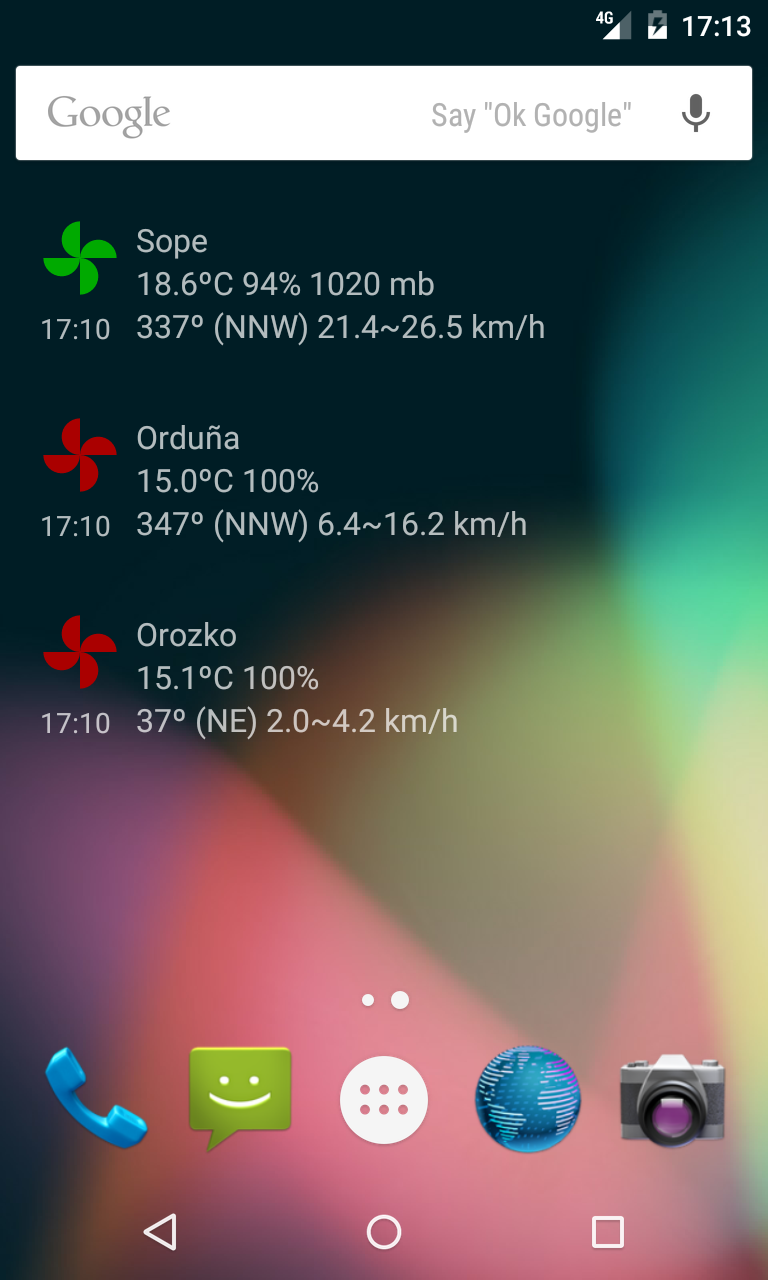 4G 17:13
Google Say "Ok Google"
Sope
18.6ºC 94% 1020 mb
17:10 337º (NNW) 21.4~26.5 km/h
Orduña
15.0ºC 100%
17:10 347º (NNW) 6.4~16.2 km/h
Orozko
15.1ºC 100%
17:10 37º (NE) 2.0~4.2 km/h